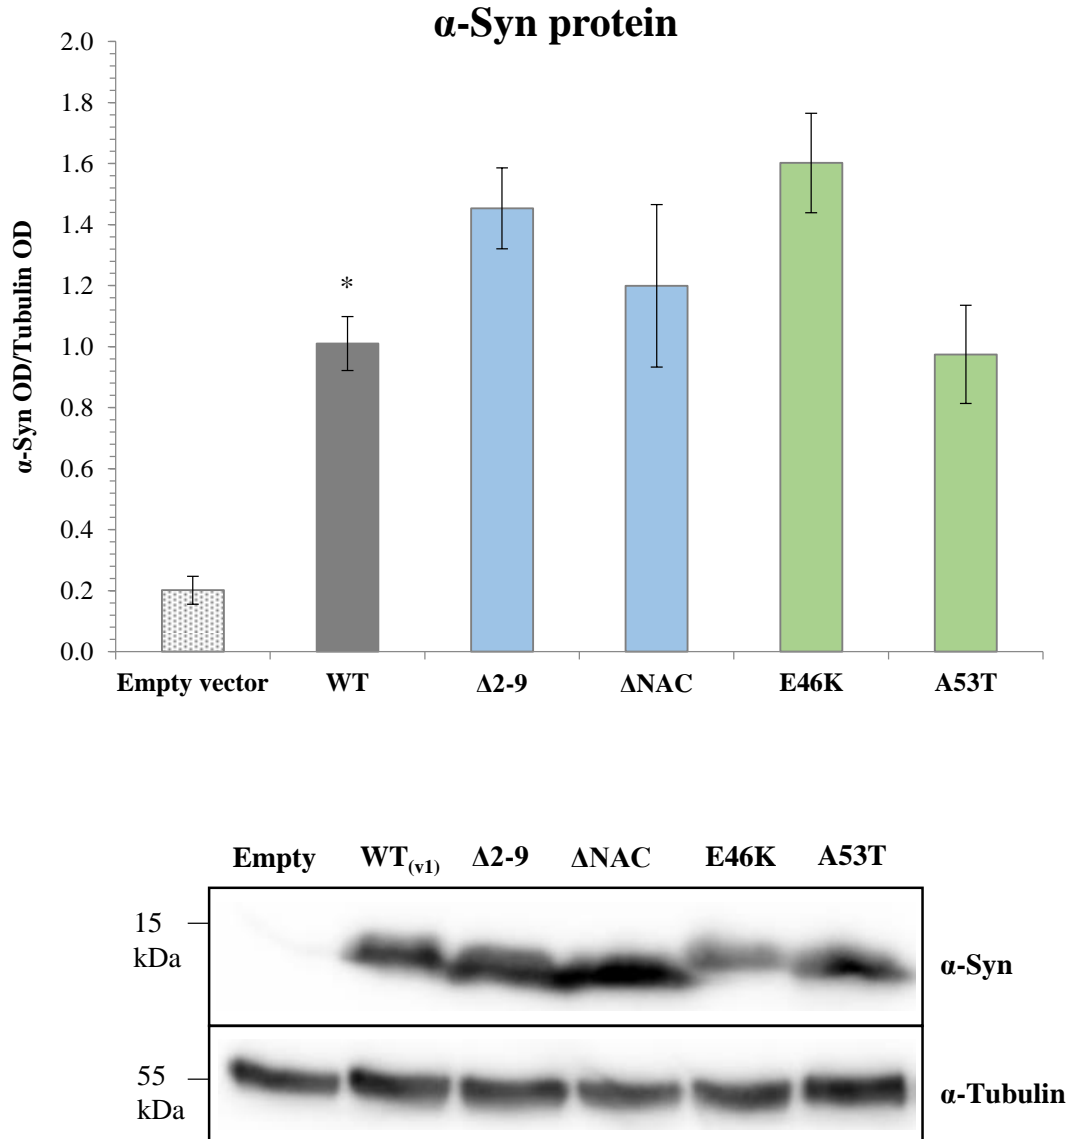 α-Syn protein
α-Syn OD/Tubulin OD
2.0
1.8
1.6
1.4
1.2
1.0
0.8
0.6
0.4
0.2
0.0
*
Empty vector WT Δ2-9 ΔNAC E46K A53T
Empty WT(v1) Δ2-9 ΔNAC E46K A53T
15
kDa
α-Syn
55
kDa
α-Tubulin